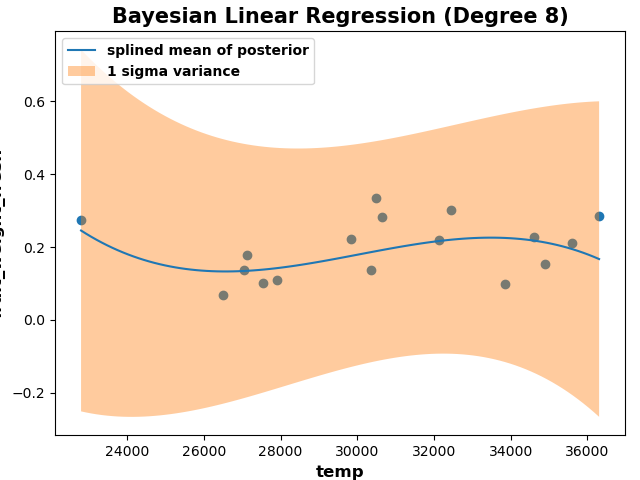 Bayesian Linear Regression (Degree 8)
splined mean of posterior
1 sigma variance
0.6
0.4
0.2
0.0
−0.2
24000 26000 28000 30000 32000 34000 36000
temp